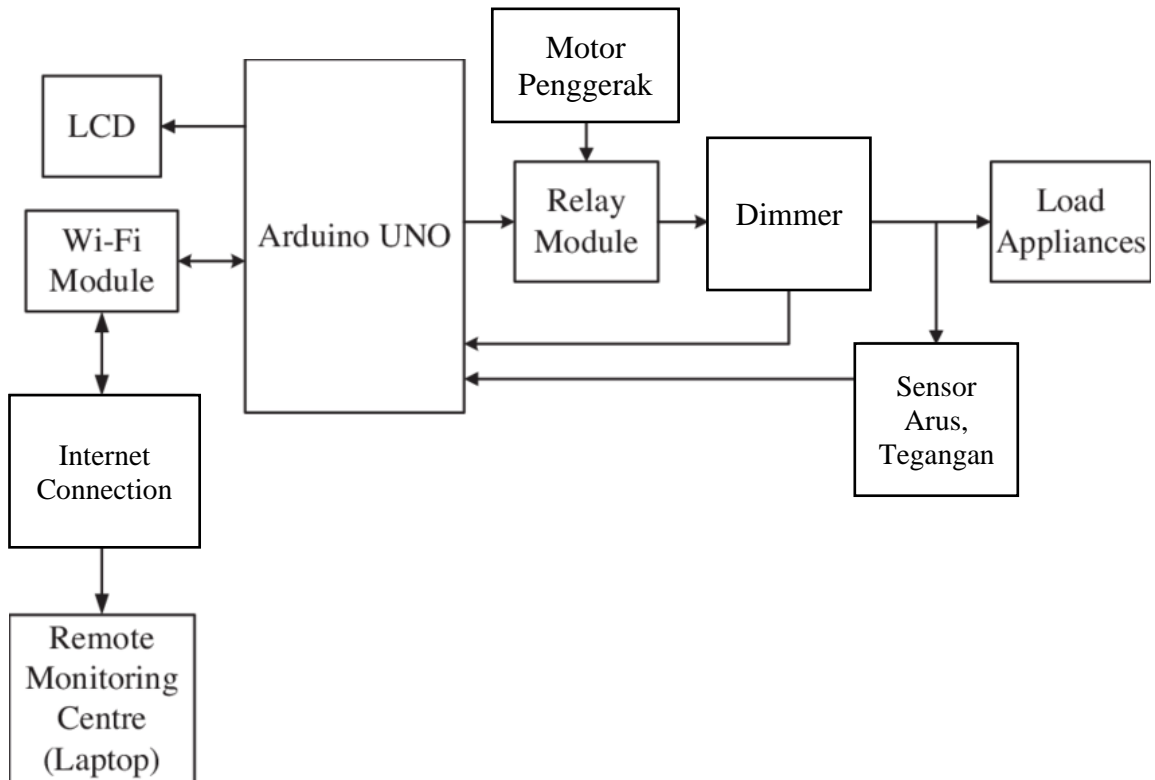 Motor
Penggerak
LCD
Arduino UNO
Relay
Module
Dimmer
Load
Appliances
Wi-Fi
Module
Sensor
Arus,
Tegangan
Internet
Connection
Remote
Monitoring
Centre
(Laptop)